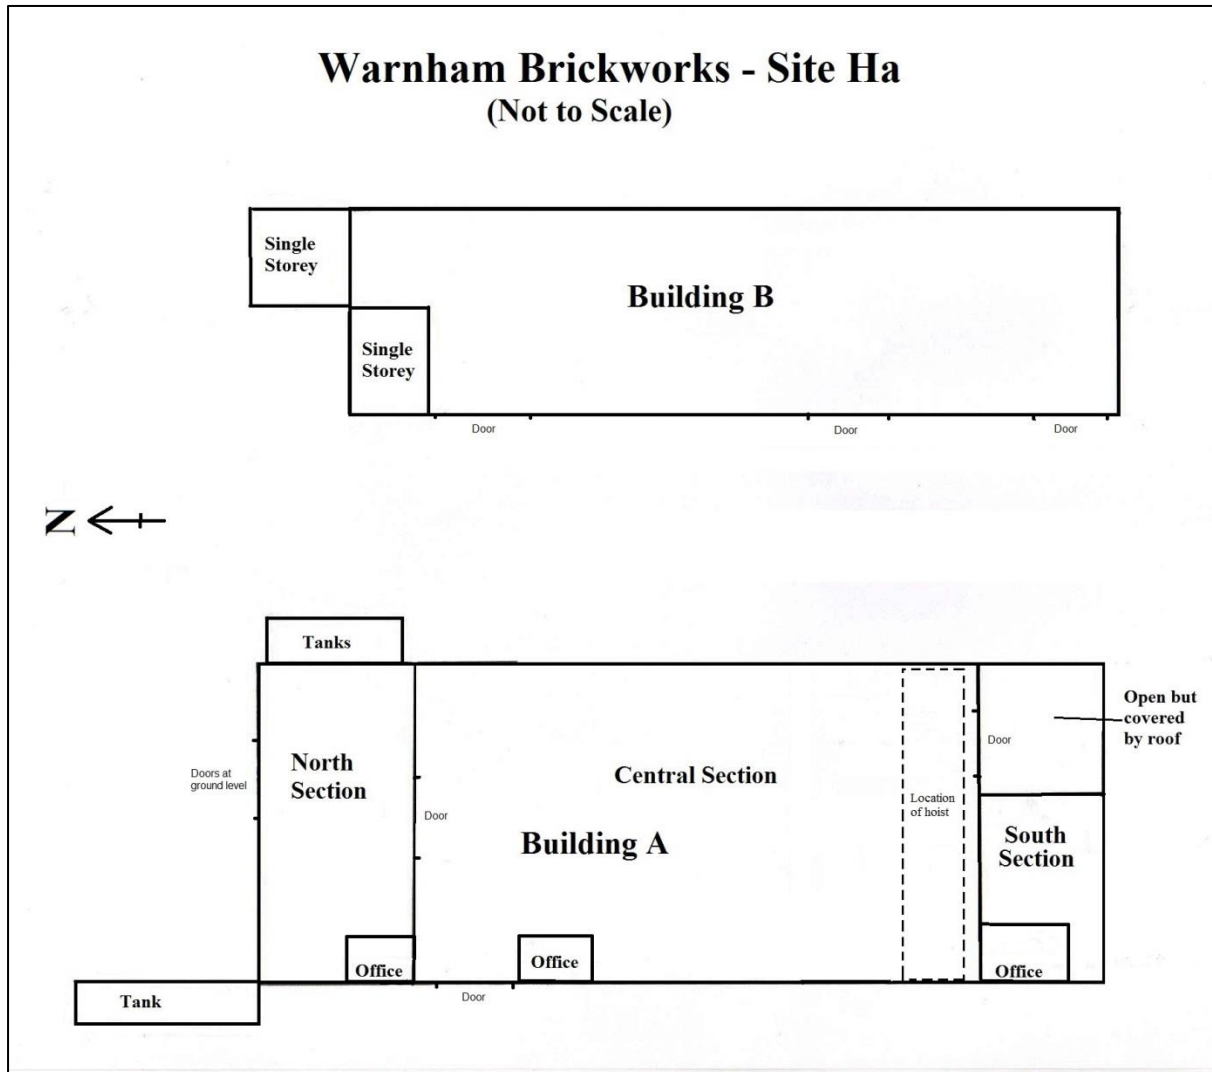 Warnham Brickworks - Site Ha
(Not to Scale)
Single
Storey
Building B
Single
Storey
Door
Door
Door
N
Tanks
Open but
covered
by roof
Doors at
ground level
North
Section
Door
Central Section
Door
Location
of hoist
Building A
South
Section
Office
Office
Office
Tank
Door